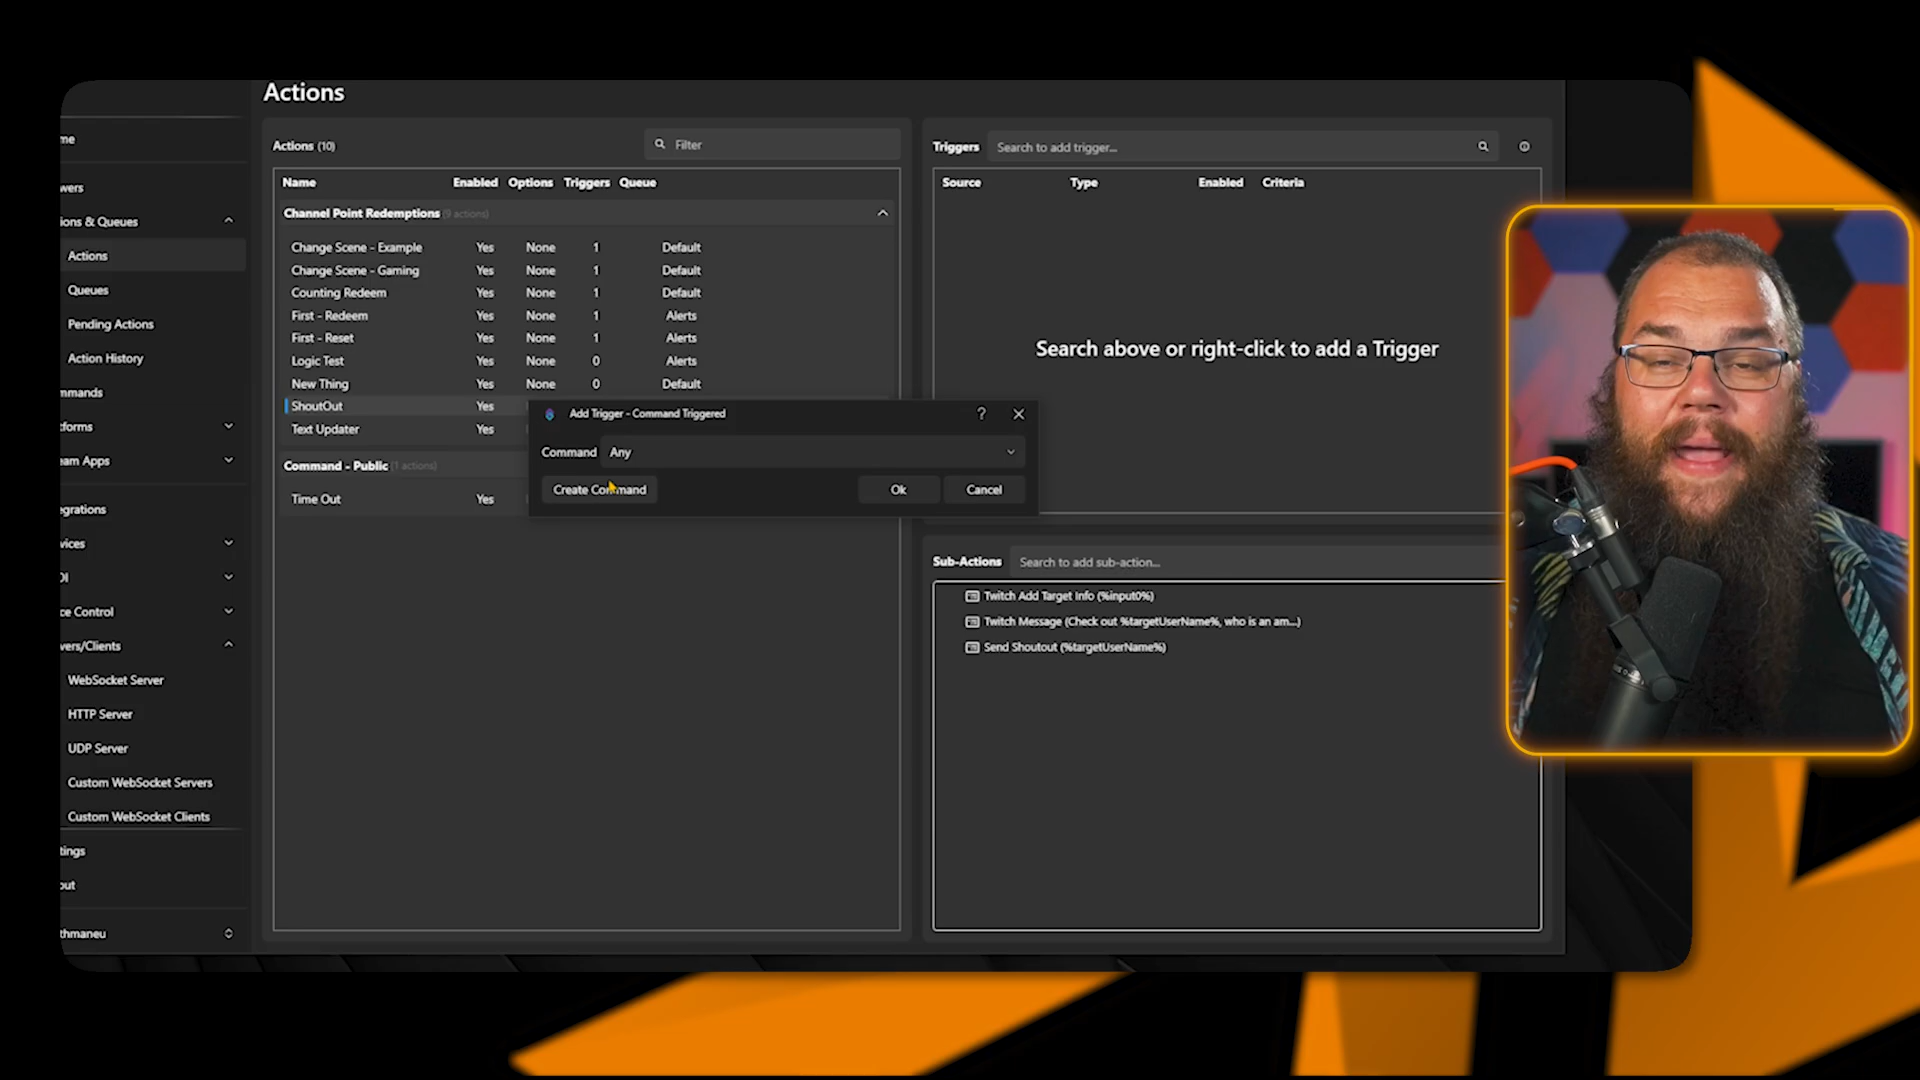 Actions
me
wers
ions & Queues
Actions
Queues
Pending Actions
Action History
mmands
tforms
eam Apps
egrations
vices
DI
ce Control
vers/Clients
WebSocket Server
HTTP Server
UDP Server
Custom WebSocket Servers
Custom WebSocket Clients
tings
out
thmaneu
Actions (10)
Filter
Name Enabled Options Triggers Queue
Channel Point Redemptions (9 actions)
Change Scene - Example Yes None 1 Default
Change Scene - Gaming Yes None 1 Default
Counting Redeem Yes None 1 Default
First - Redeem Yes None 1 Alerts
First - Reset Yes None 1 Alerts
Logic Test Yes None 0 Alerts
New Thing Yes None 0 Default
ShoutOut Yes
Text Updater Yes
Command - Public (1 actions)
Time Out Yes
Add Trigger - Command Triggered ?
Command Any
Create Command Ok Cancel
Triggers Search to add trigger...
Source Type Enabled Criteria
Search above or right-click to add a Trigger
Sub-Actions Search to add sub-action...
Twitch Add Target Info (%input0%)
Twitch Message (Check out %targetUserName%, who is an am...)
Send Shoutout (%targetUserName%)